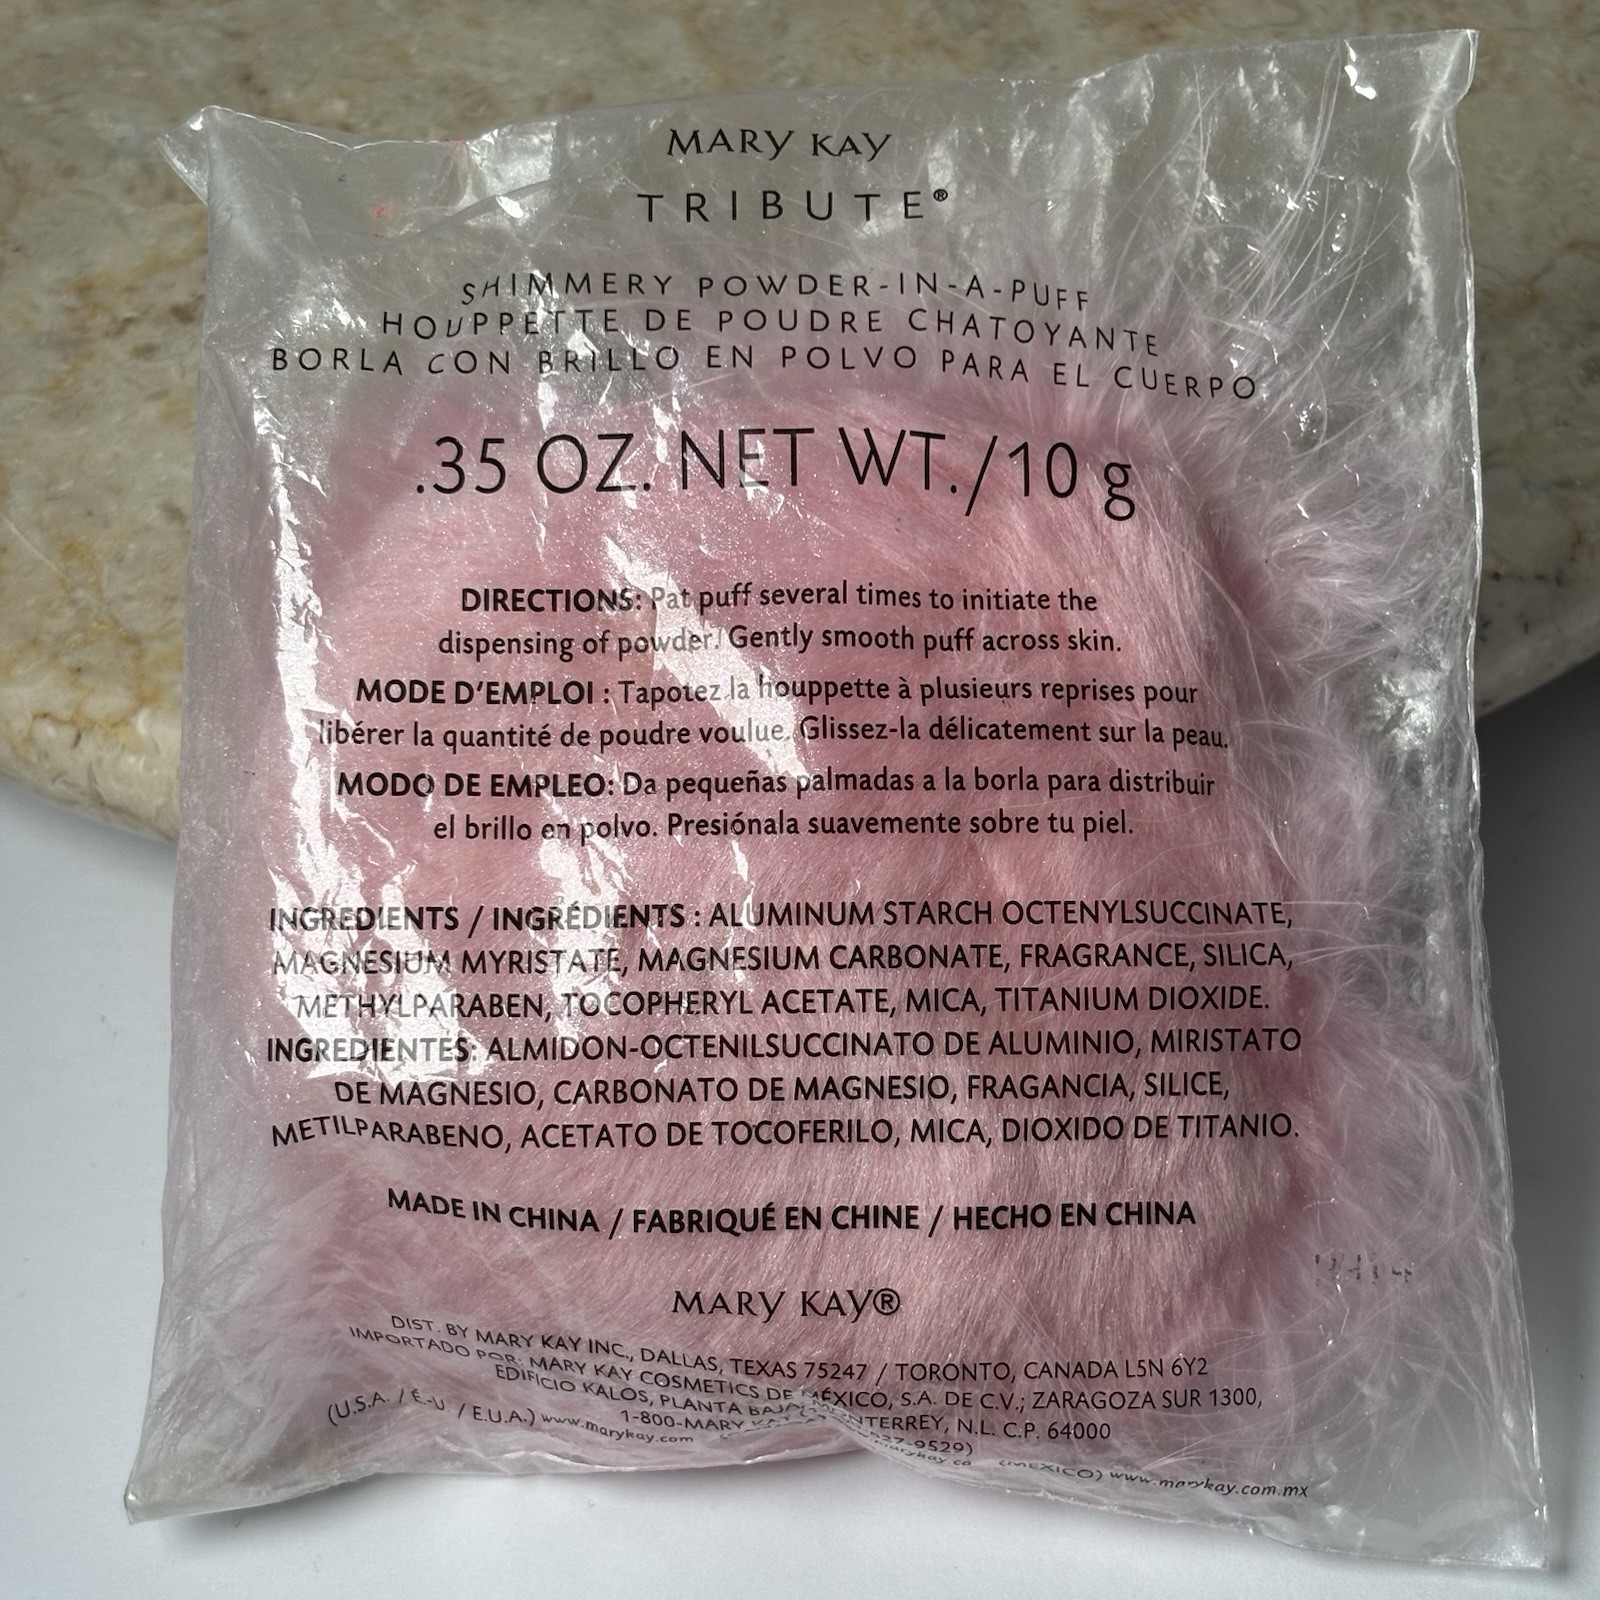 MARY KAY
TRIBUTE®
SHIMMERY POWDER-IN-A-PUFF
HOUPPETTE DE POUDRE CHATOYANTE
BORLA CON BRILLO EN POLVO PARA EL CUERPO
.35 OZ. NET WT./10 g
DIRECTIONS: Pat puff several times to initiate the
dispensing of powder. Gently smooth puff across skin.
MODE D'EMPLOI : Tapotez la houppette à plusieurs reprises pour
libérer la quantité de poudre voulue. Glissez-la délicatement sur la peau.
MODO DE EMPLEO: Da pequeñas palmadas a la borla para distribuir
el brillo en polvo. Presiónala suavemente sobre tu piel.
INGREDIENTS / INGRÉDIENTS : ALUMINUM STARCH OCTENYLSUCCINATE,
MAGNESIUM MYRISTATE, MAGNESIUM CARBONATE, FRAGRANCE, SILICA,
METHYLPARABEN, TOCOPHERYL ACETATE, MICA, TITANIUM DIOXIDE.
INGREDIENTES: ALMIDON-OCTENILSUCCINATO DE ALUMINIO, MIRISTATO
DE MAGNESIO, CARBONATO DE MAGNESIO, FRAGANCIA, SILICE,
METILPARABENO, ACETATO DE TOCOFERILO, MICA, DIOXIDO DE TITANIO.
MADE IN CHINA / FABRIQUÉ EN CHINE / HECHO EN CHINA
MARY KAY®
DIST. BY MARY KAY INC., DALLAS, TEXAS 75247 / TORONTO, CANADA L5N 6Y2
IMPORTADO POR: MARY KAY COSMETICS DE MÉXICO, S.A. DE C.V.; ZARAGOZA SUR 1300,
EDIFICIO KALOS, PLANTA BAJA, MONTERREY, N.L. C.P. 64000
1-800-MARY KAY
(U.S.A. / É.-U. / E.U.A.) www.marykay.com www.marykay.ca (MÉXICO) www.marykay.com.mx